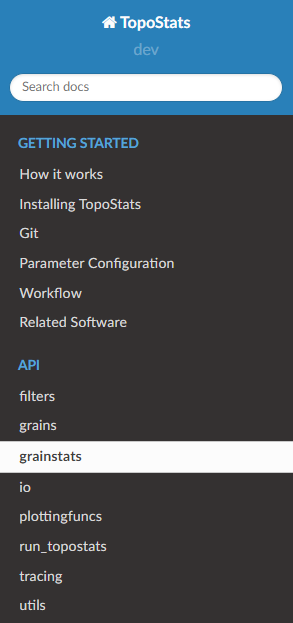 TopoStats
dev
Search docs
GETTING STARTED
How it works
Installing TopoStats
Git
Parameter Configuration
Workflow
Related Software
API
filters
grains
grainstats
io
plottingfuncs
run_topostats
tracing
utils